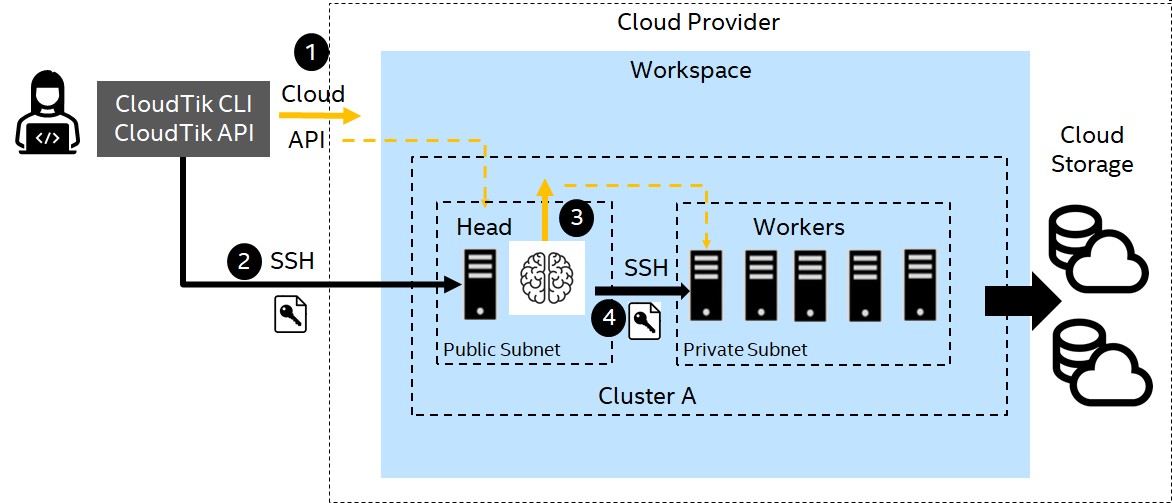 Cloud Provider
1
Workspace
CloudTik CLI
CloudTik API
Cloud
API
Cloud
Storage
</>
3
Head
Workers
2
SSH
SSH
4
Public Subnet
Private Subnet
Cluster A